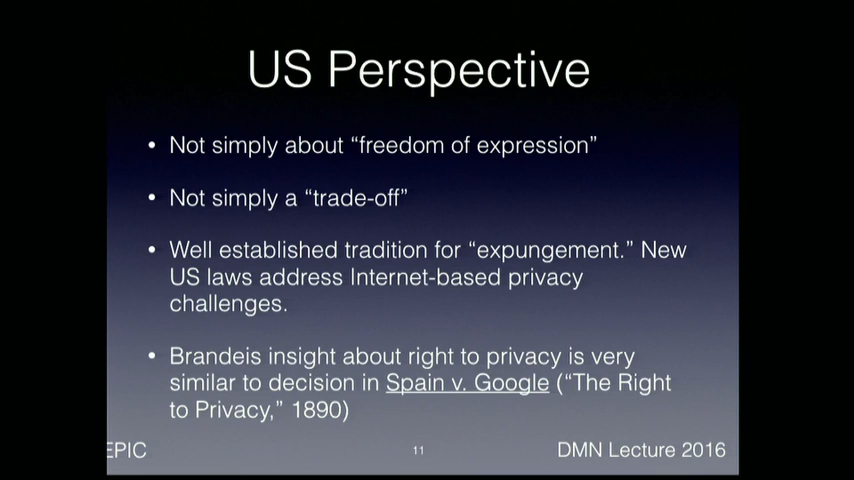 US Perspective
• Not simply about “freedom of expression”
• Not simply a “trade-off”
• Well established tradition for “expungement.” New
US laws address Internet-based privacy
challenges.
• Brandeis insight about right to privacy is very
similar to decision in Spain v. Google (“The Right
to Privacy,” 1890)
EPIC
11
DMN Lecture 2016